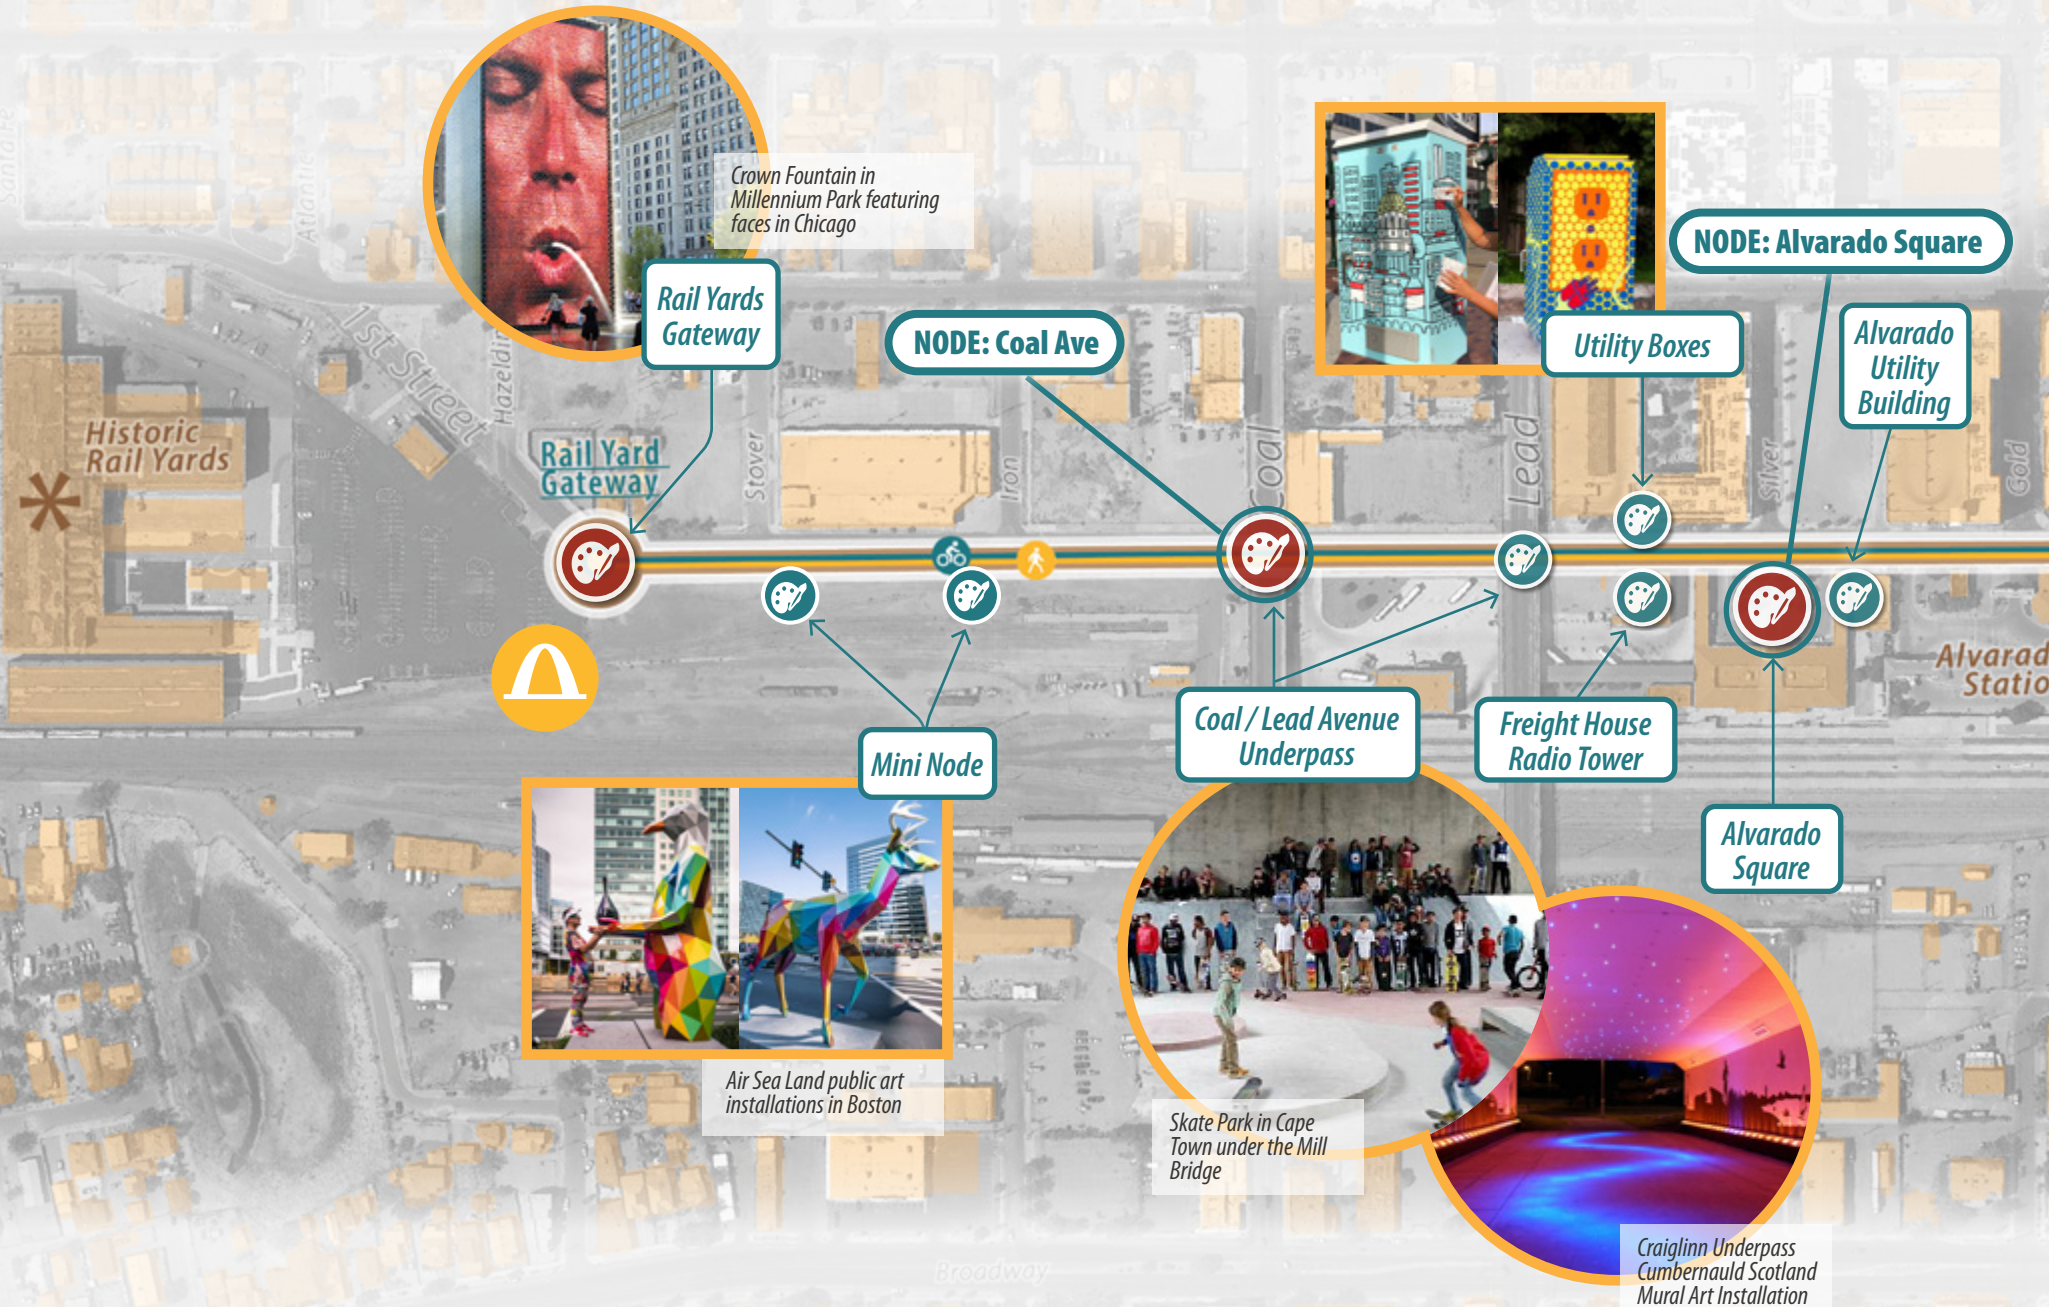 Santa Fe
Atlantic
Crown Fountain in
Millennium Park featuring
faces in Chicago
Rail Yards
Gateway
NODE: Coal Ave
Utility Boxes
NODE: Alvarado Square
Alvarado
Utility
Building
1st Street
Hazeldin
Historic
Rail Yards
Rail Yard
Gateway
Stover
Iron
Coal
Lead
Silver
Gold
Mini Node
Coal / Lead Avenue
Underpass
Freight House
Radio Tower
Alvarado
Square
Alvarad
Statio
Air Sea Land public art
installations in Boston
Skate Park in Cape
Town under the Mill
Bridge
Craiglinn Underpass
Cumbernauld Scotland
Mural Art Installation
Broadway